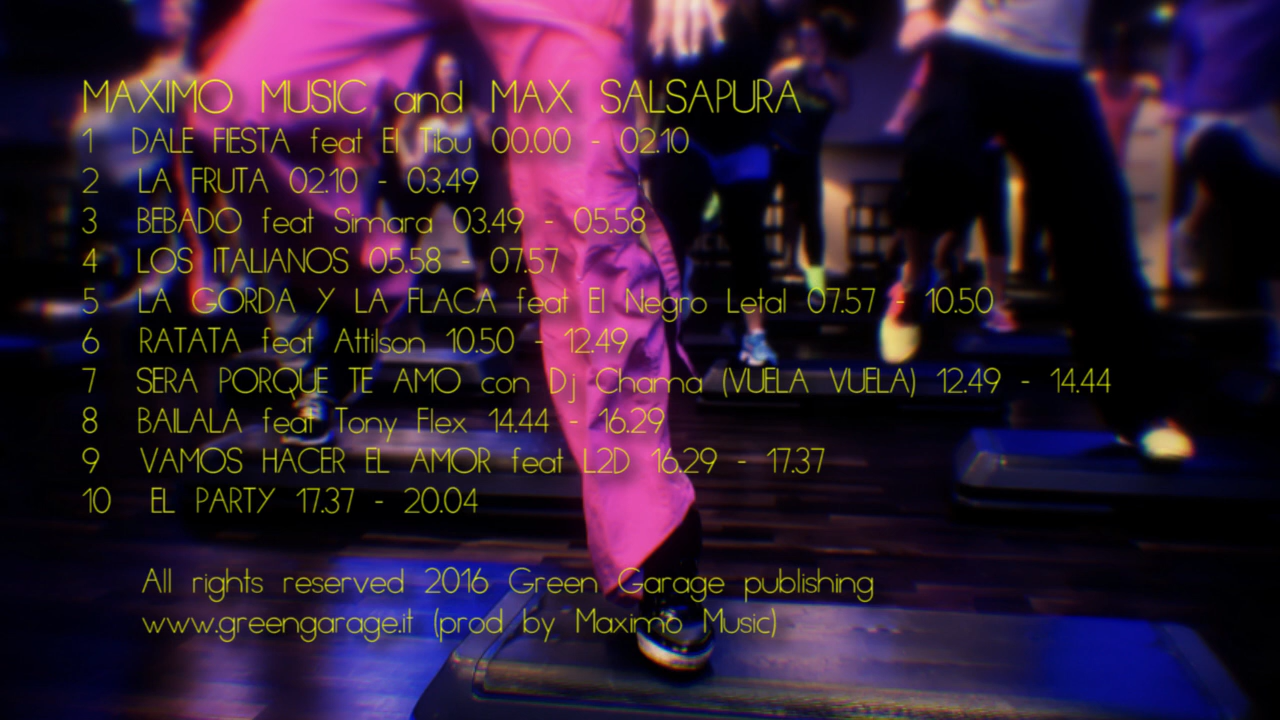 MAXIMO MUSIC and MAX SALSAPURA
1 DALE FIESTA feat El Tibu 00.00 - 02.10
2 LA FRUTA 02.10 - 03.49
3 BEBADO feat Simara 03.49 - 05.58
4 LOS ITALIANOS 05.58 - 07.57
5 LA GORDA Y LA FLACA feat El Negro Letal 07.57 - 10.50
6 RATATA feat Attilson 10.50 - 12.49
7 SERA PORQUE TE AMO con Dj Chama (VUELA VUELA) 12.49 - 14.44
8 BAILALA feat Tony Flex 14.44 - 16.29
9 VAMOS HACER EL AMOR feat L2D 16.29 - 17.37
10 EL PARTY 17.37 - 20.04
All rights reserved 2016 Green Garage publishing
www.greengarage.it (prod by Maximo Music)